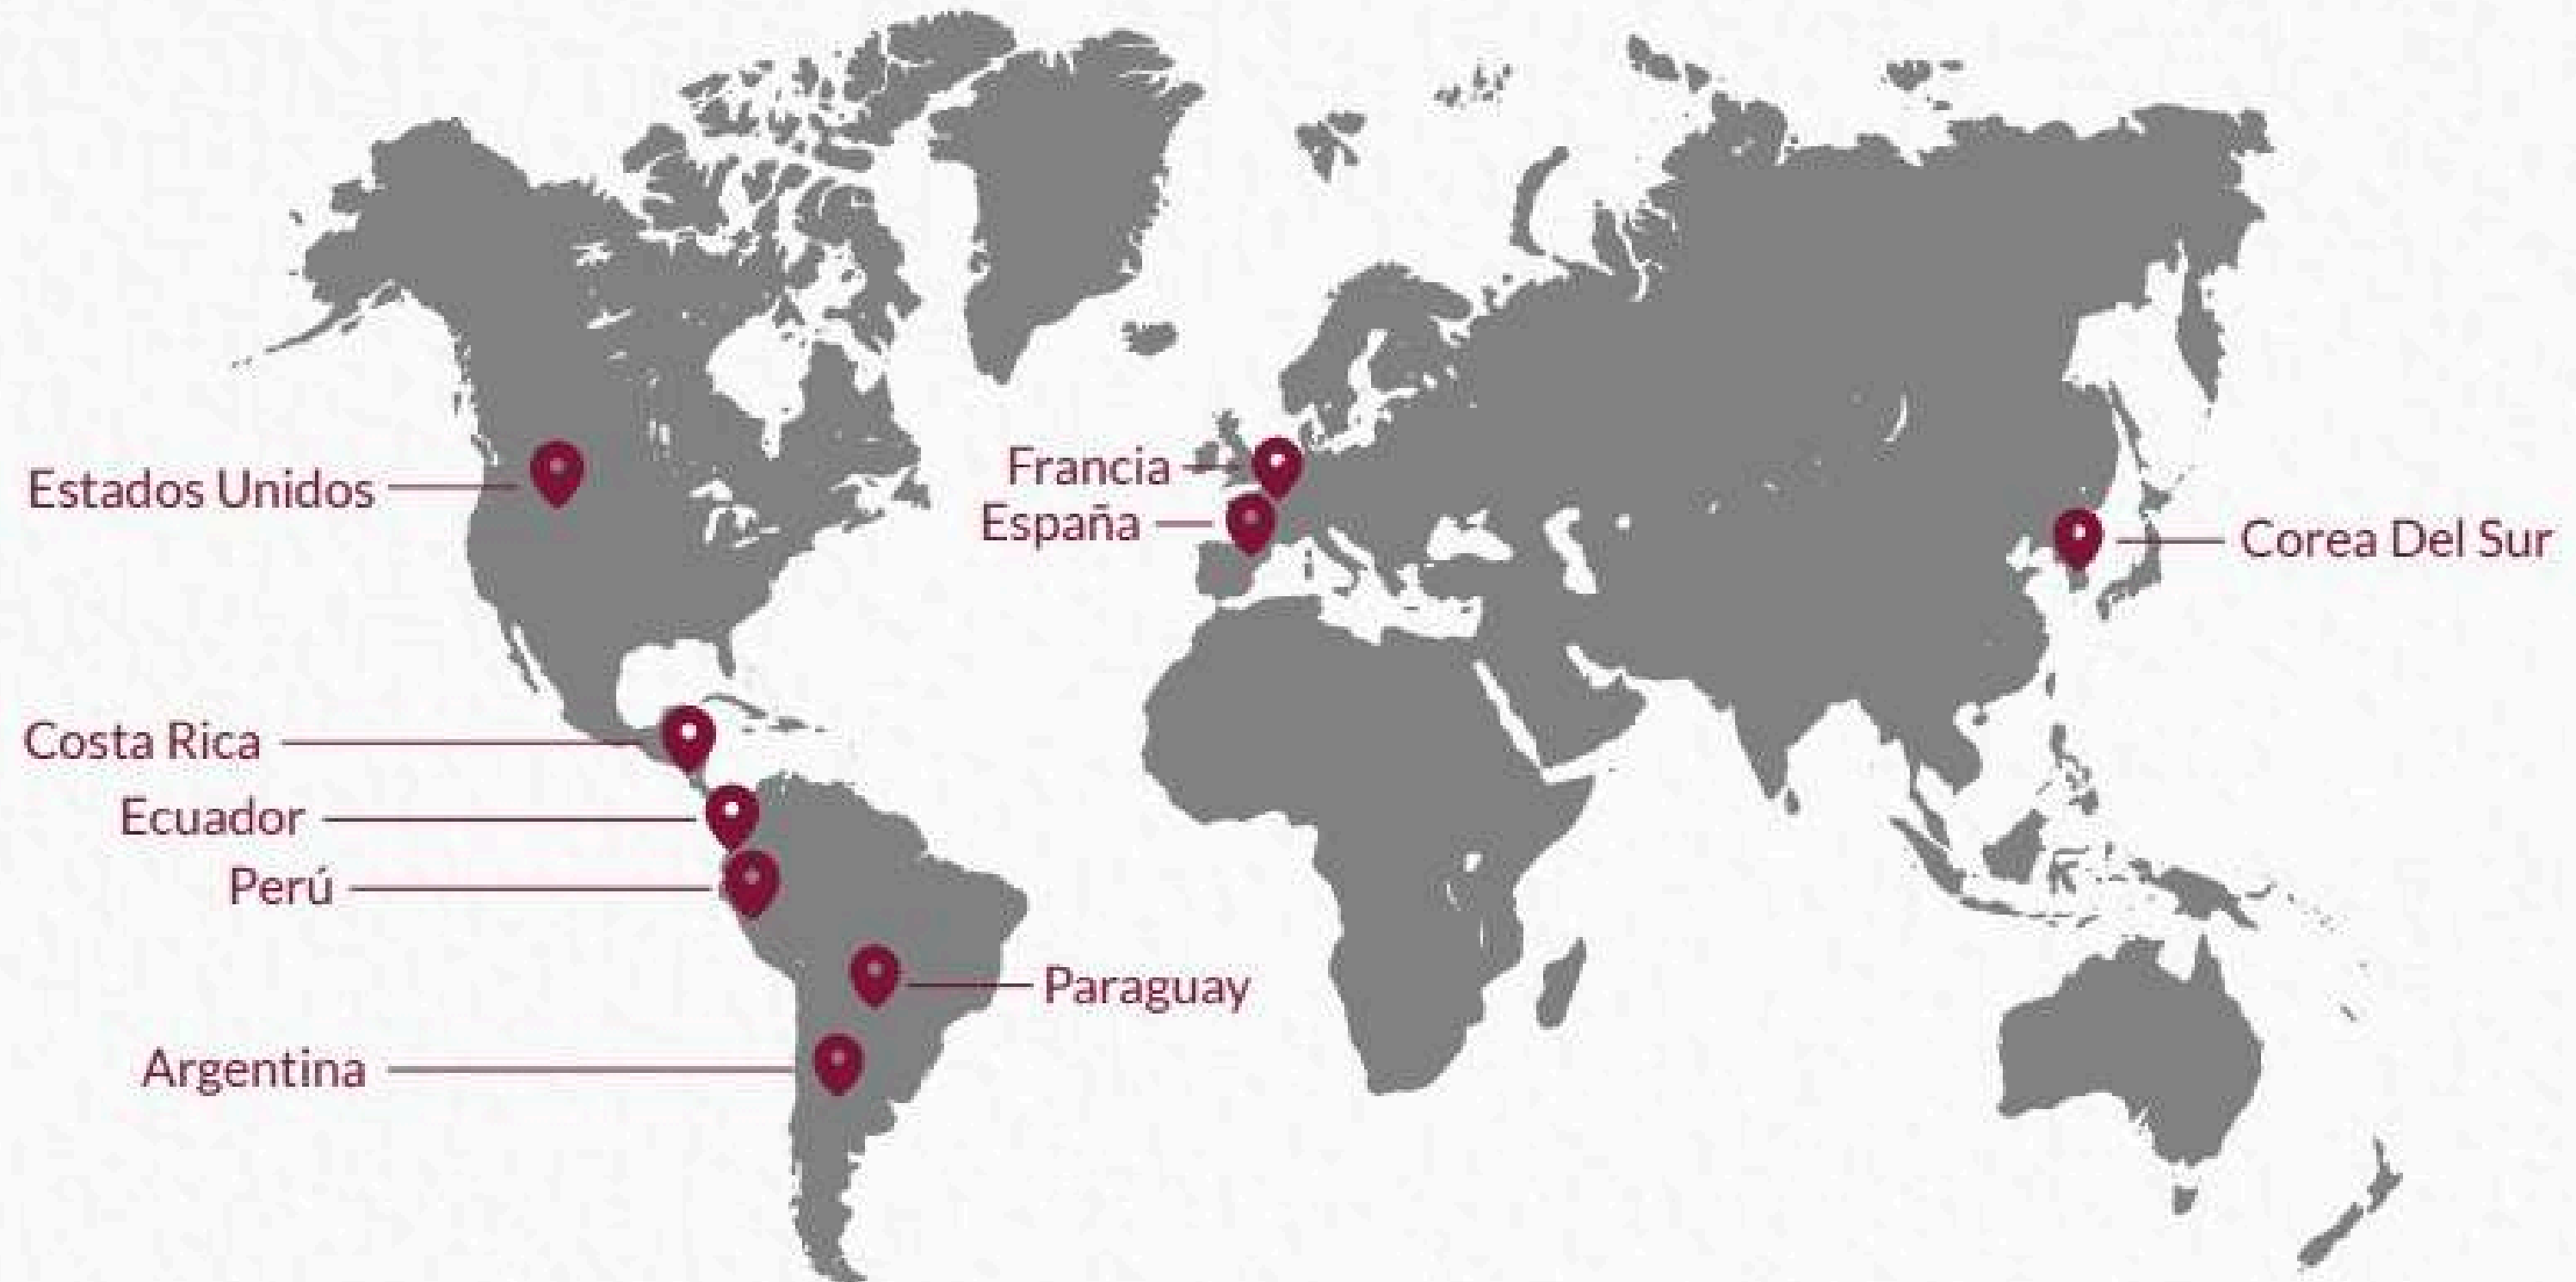 Francia
Estados Unidos
España
Corea Del Sur
Costa Rica
Ecuador
Perú
Paraguay
Argentina